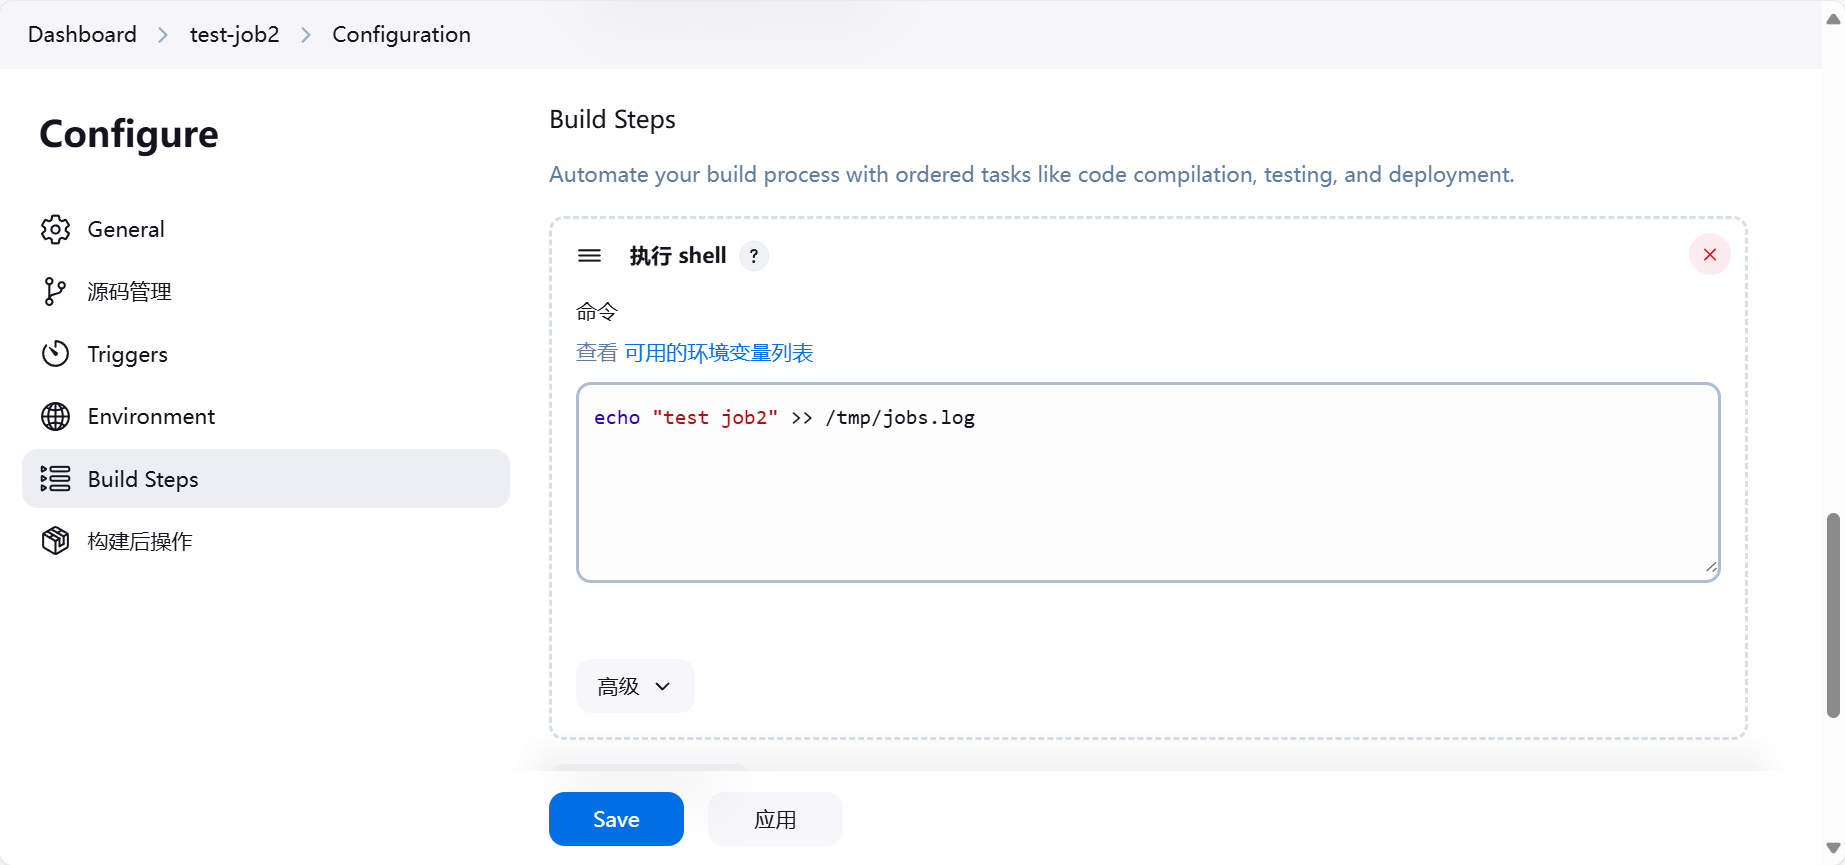 Dashboard > test-job2 > Configuration
Configure
General
源码管理
Triggers
Environment
Build Steps
构建后操作
Build Steps
Automate your build process with ordered tasks like code compilation, testing, and deployment.
执行 shell ?
命令
查看 可用的环境变量列表
echo "test job2" >> /tmp/jobs.log
高级
Save
应用